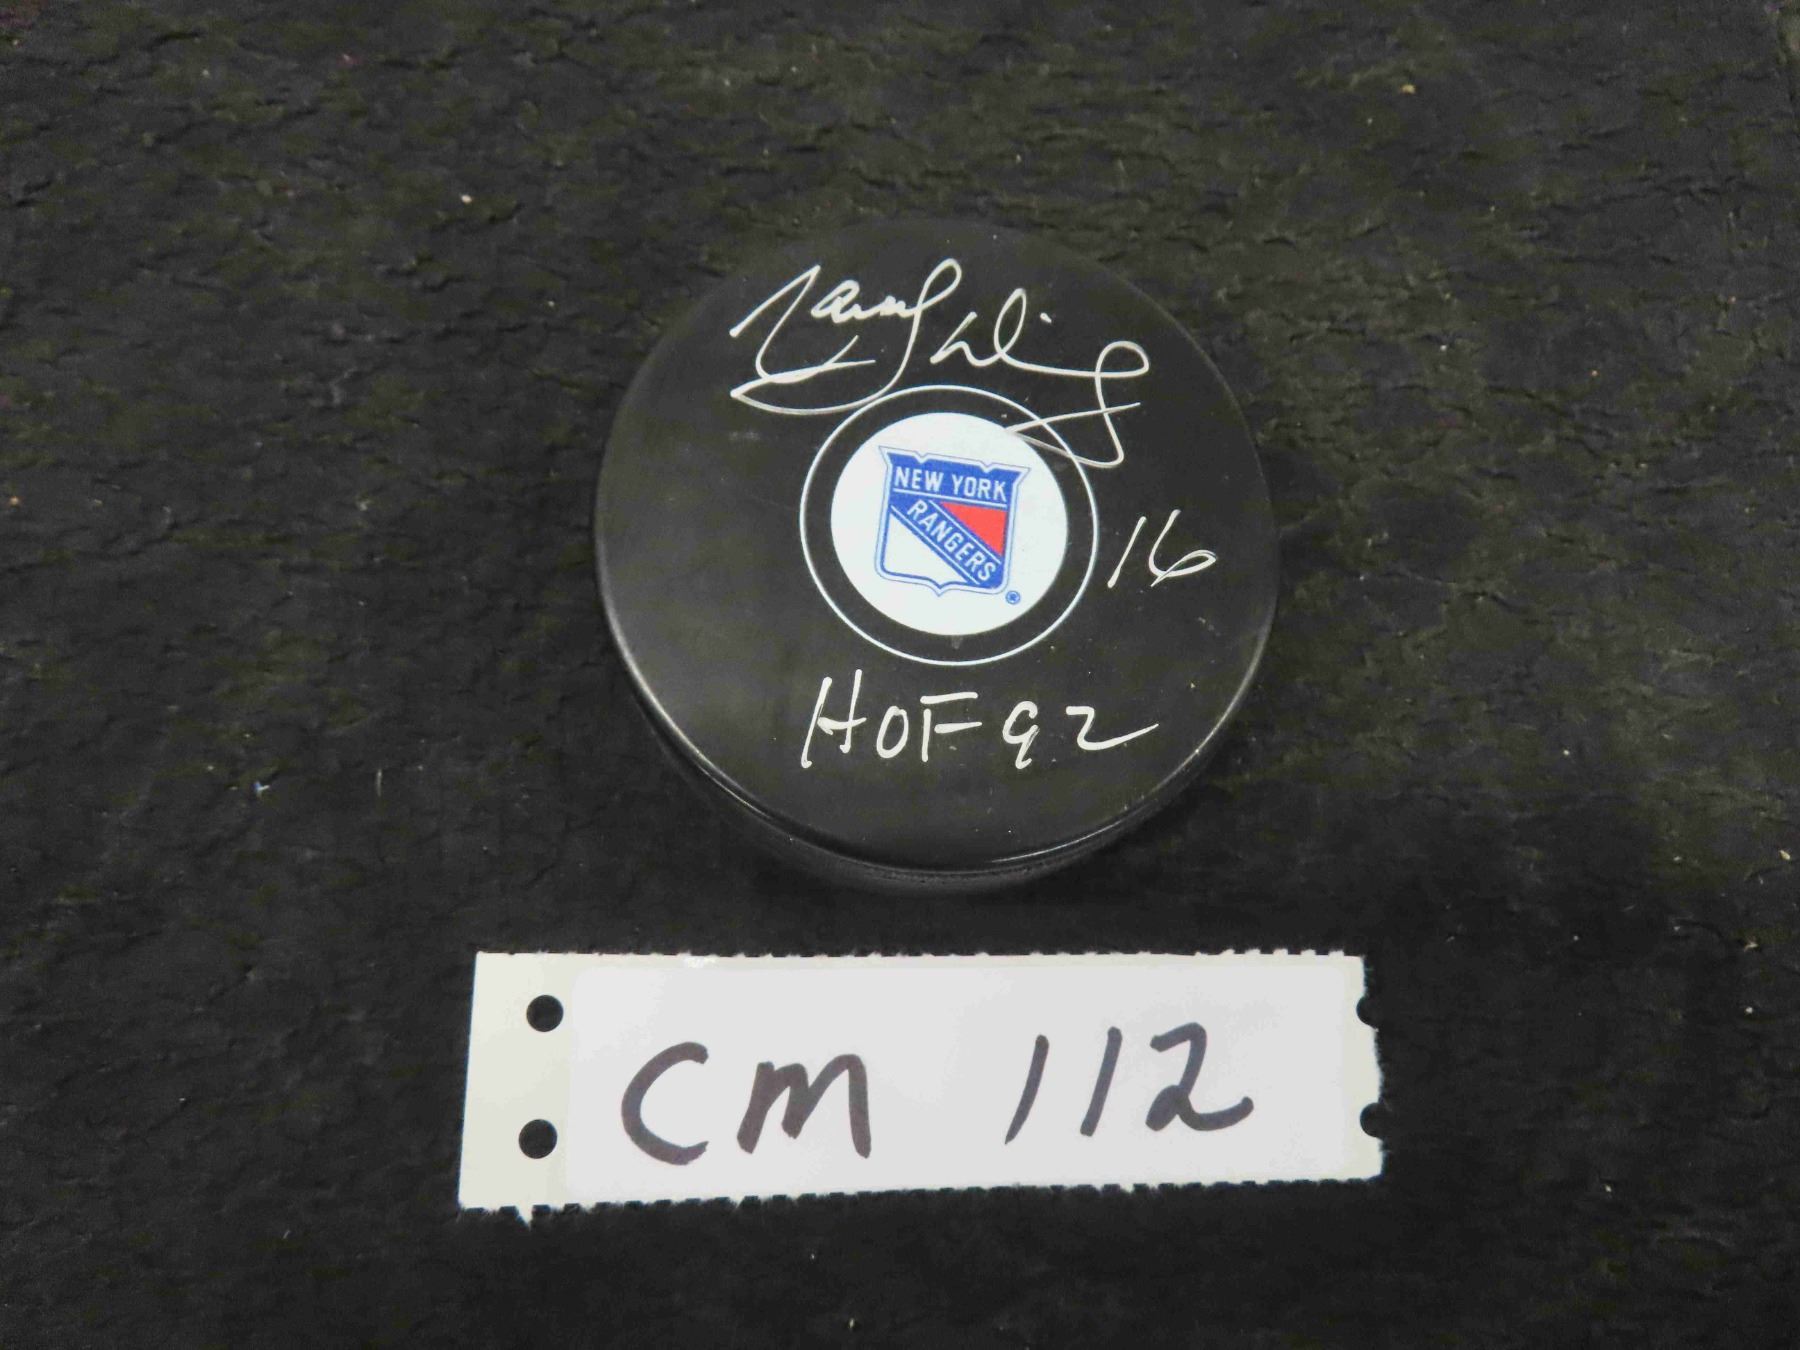 NEW YORK
RANGERS
®
16
HOF 92
CM 112